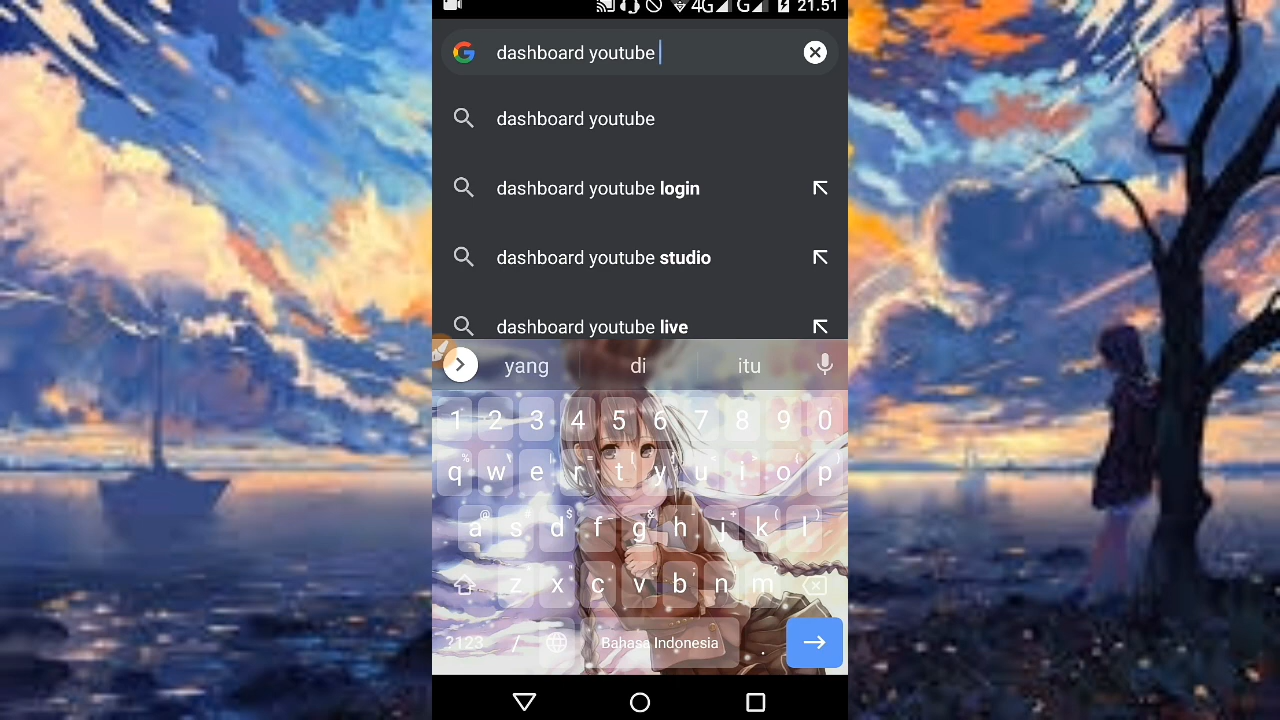 4G G 21.51
dashboard youtube
dashboard youtube
dashboard youtube login
dashboard youtube studio
dashboard youtube live
yang di itu
1 2 3 4 5 6 7 8 9 0
q w e r t y u i o p
a s d f g h j k l
z x c v b n m
?123 / Bahasa Indonesia .